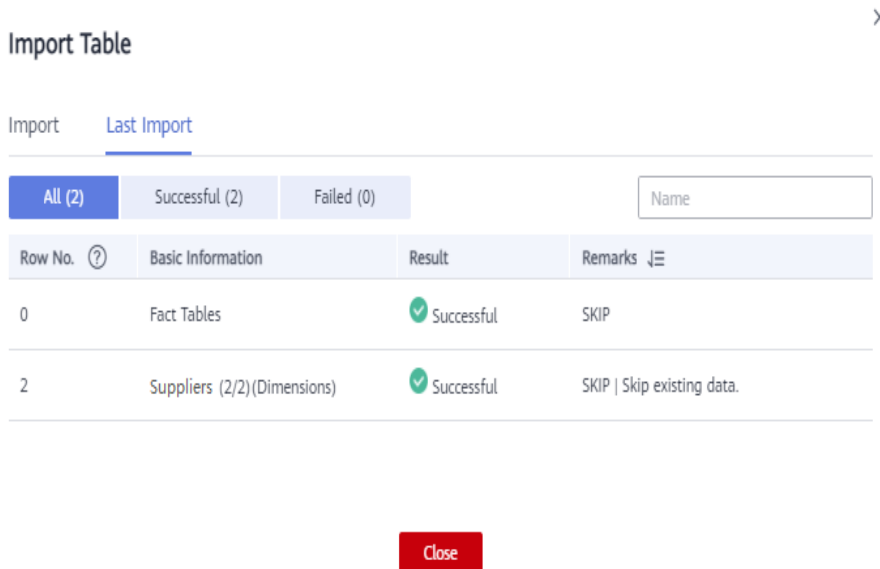 Import Table
Import Last Import
All (2) Successful (2) Failed (0) Name
Row No. ? Basic Information Result Remarks
0 Fact Tables Successful SKIP
2 Suppliers (2/2)(Dimensions) Successful SKIP | Skip existing data.
Close